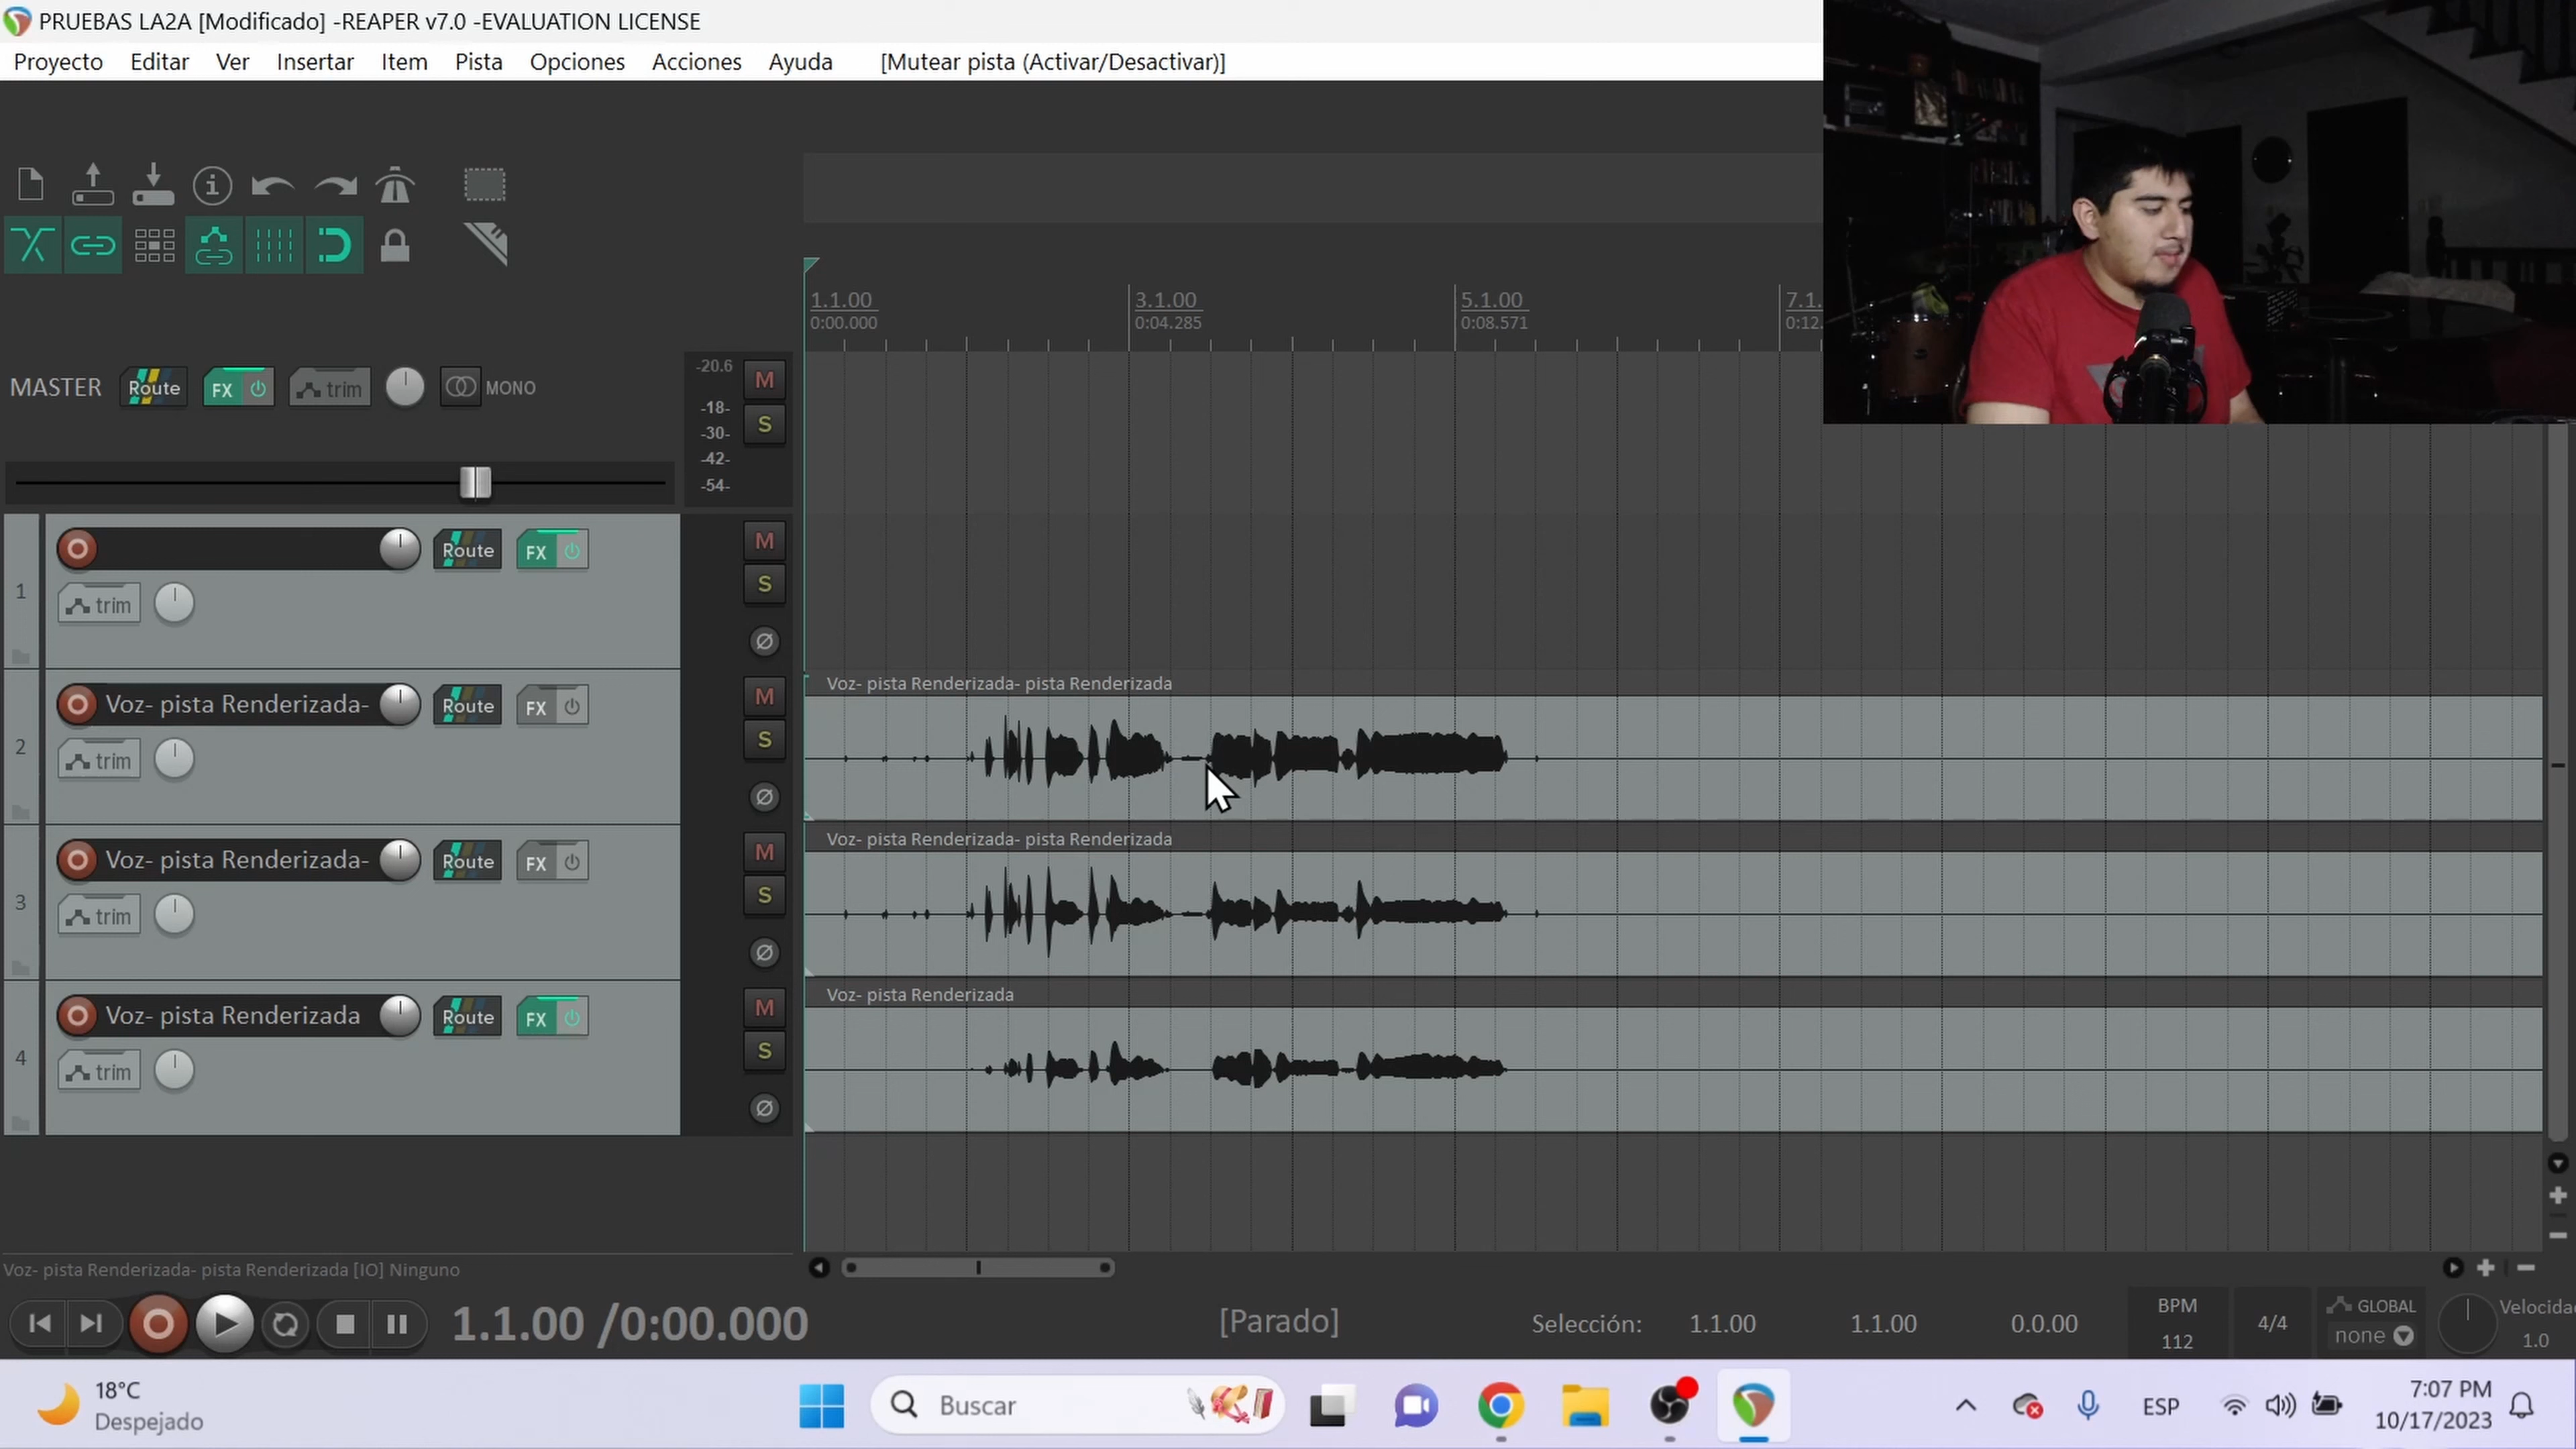 PRUEBAS LA2A [Modificado] -REAPER v7.0 -EVALUATION LICENSE
Proyecto Editar Ver Insertar Item Pista Opciones Acciones Ayuda [Mutear pista (Activar/Desactivar)]
1.1.00 3.1.00 5.1.00 7.1.
0:00.000 0:04.285 0:08.571 0:12.
MASTER Route FX trim MONO
-20.6 M
-18- S
-30-
-42-
-54-
Route FX M
1 trim S
Ø
Voz- pista Renderizada- pista Renderizada
Voz- pista Renderizada- Route FX M
2 trim S
Ø
Voz- pista Renderizada- pista Renderizada
Voz- pista Renderizada- Route FX M
3 trim S
Ø
Voz- pista Renderizada
Voz- pista Renderizada Route FX M
4 trim S
Ø
Voz- pista Renderizada- pista Renderizada [IO] Ninguno
1.1.00 /0:00.000 [Parado] Selección: 1.1.00 1.1.00 0.0.00
BPM
112
4/4
GLOBAL
none
Velocidad
1.0
18°C
Despejado
Buscar
ESP
7:07 PM
10/17/2023